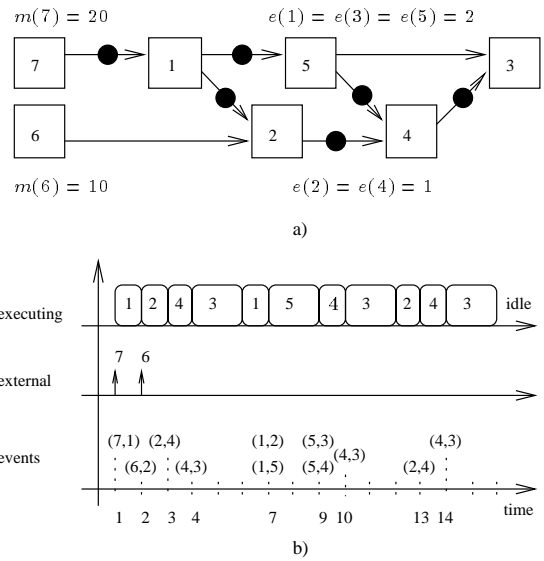 m(7) = 20
e(1) = e(3) = e(5) = 2
7
1
5
3
6
2
4
m(6) = 10
e(2) = e(4) = 1
a)
executing
1 2 4 3 1 5 4 3 2 4 3
idle
external
7 6
events
(7,1) (2,4) (1,2) (5,3) (4,3)
(4,3)
(6,2) (4,3) (1,5) (5,4) (2,4)
time
1 2 3 4 7 9 10 13 14
b)